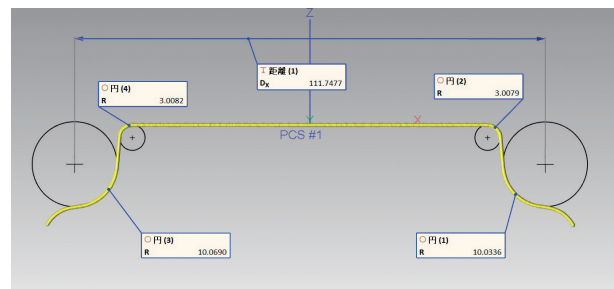 Z
工 距離 (1)
Dx 111.7477
○ 円 (4)
R 3.0082
○ 円 (2)
R 3.0079
Y
X
PCS #1
○ 円 (3)
R 10.0690
○ 円 (1)
R 10.0336